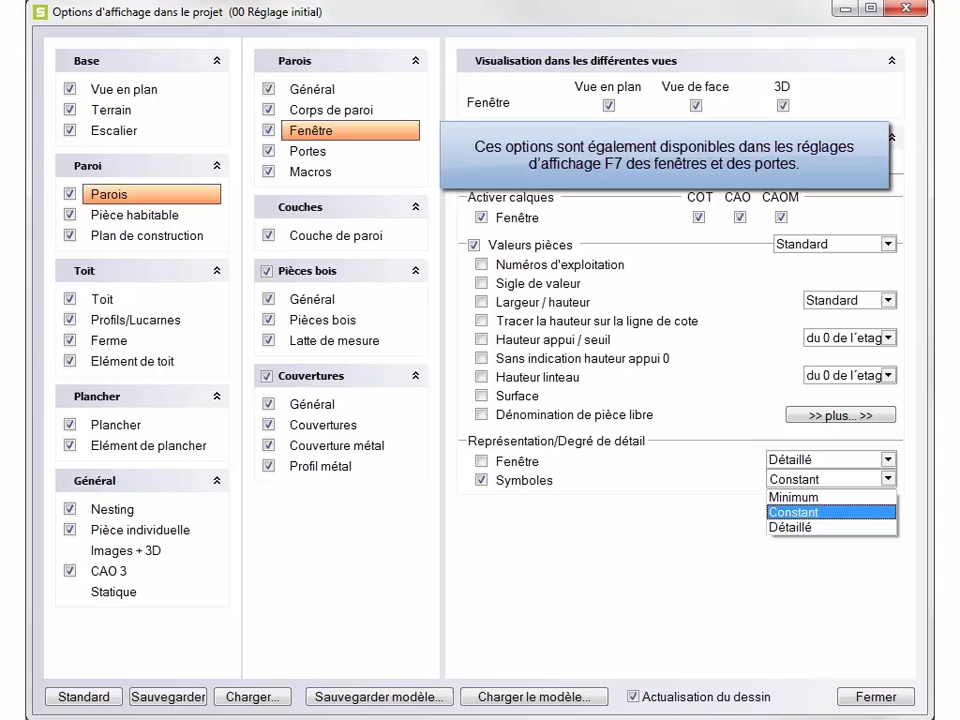 S Options d'affichage dans le projet (00 Réglage initial)
Base
Vue en plan
Terrain
Escalier
Paroi
Parois
Pièce habitable
Plan de construction
Toit
Toit
Profils/Lucarnes
Ferme
Elément de toit
Plancher
Plancher
Elément de plancher
Général
Nesting
Pièce individuelle
Images + 3D
CAO 3
Statique
Parois
Général
Corps de paroi
Fenêtre
Portes
Macros
Couches
Couche de paroi
Pièces bois
Général
Pièces bois
Latte de mesure
Couvertures
Général
Couvertures
Couverture métal
Profil métal
Visualisation dans les différentes vues
Vue en plan Vue de face 3D
Fenêtre
Ces options sont également disponibles dans les réglages
d'affichage F7 des fenêtres et des portes.
Activer calques COT CAO CAOM
Fenêtre
Valeurs pièces Standard
Numéros d'exploitation
Sigle de valeur
Largeur / hauteur Standard
Tracer la hauteur sur la ligne de cote
Hauteur appui / seuil du 0 de l´etag
Sans indication hauteur appui 0
Hauteur linteau du 0 de l´etag
Surface
Dénomination de pièce libre >> plus... >>
Représentation/Degré de détail
Fenêtre Détaillé
Symboles Constant
Minimum
Constant
Détaillé
Standard Sauvegarder Charger... Sauvegarder modèle... Charger le modèle... Actualisation du dessin Fermer